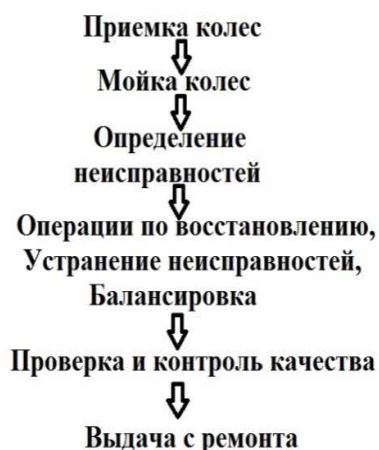 Приемка колес
Мойка колес
Определение
неисправностей
Операции по восстановлению,
Устранение неисправностей,
Балансировка
Проверка и контроль качества
Выдача с ремонта